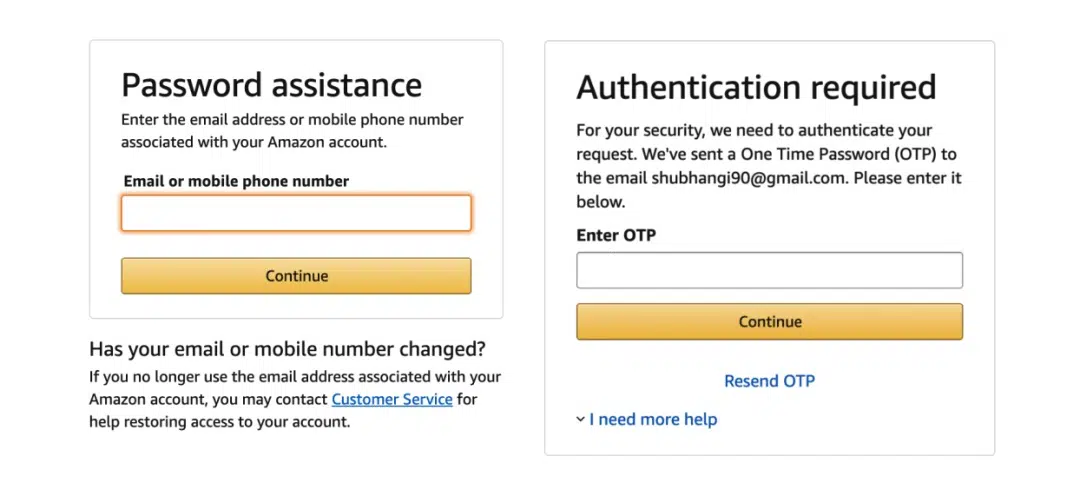 Password assistance
Enter the email address or mobile phone number
associated with your Amazon account.
Email or mobile phone number
Continue
Has your email or mobile number changed?
If you no longer use the email address associated with your
Amazon account, you may contact Customer Service for
help restoring access to your account.
Authentication required
For your security, we need to authenticate your
request. We've sent a One Time Password (OTP) to
the email shubhangi90@gmail.com. Please enter it
below.
Enter OTP
Continue
Resend OTP
I need more help